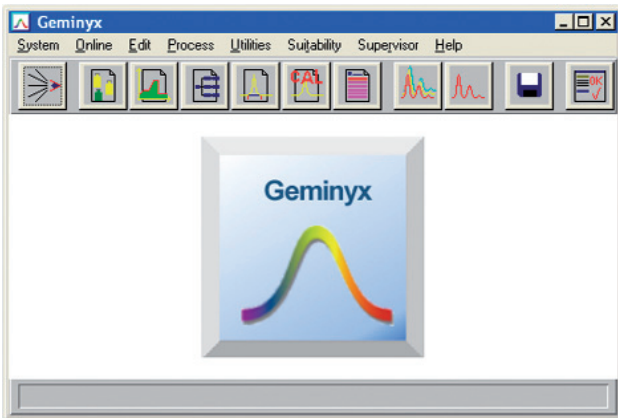 Geminyx
System Online Edit Process Utilities Suitability Supervisor Help
CAL OK
Geminyx